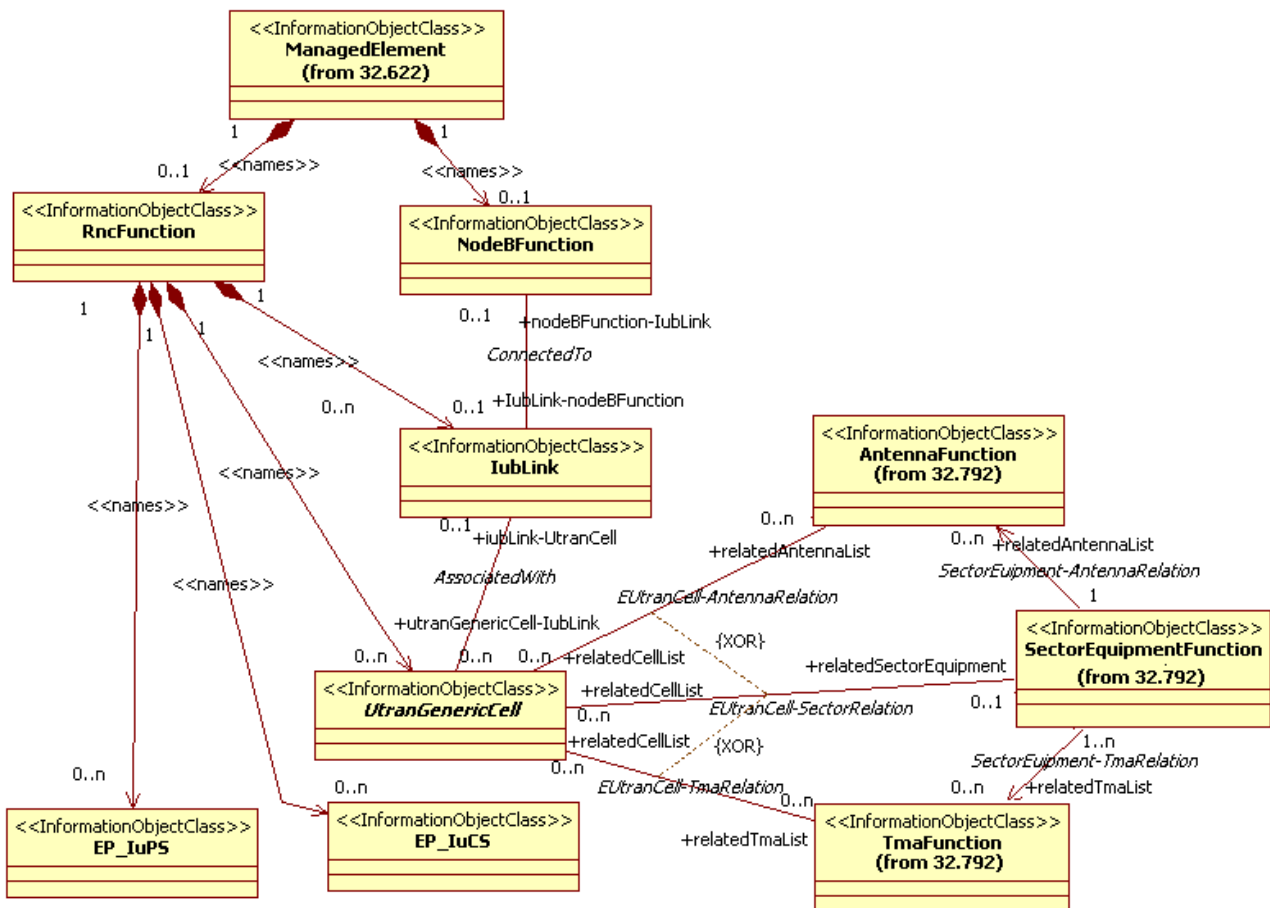 <<InformationObjectClass>>
ManagedElement
(from 32.622)
1
1
<<names>>
0..1
<<names>>
0..1
<<InformationObjectClass>>
RncFunction
<<InformationObjectClass>>
NodeBFunction
1
1
1
1
0..1
+nodeBFunction-IubLink
ConnectedTo
<<names>>
0..n
0..1
+IubLink-nodeBFunction
<<InformationObjectClass>>
IubLink
<<InformationObjectClass>>
AntennaFunction
(from 32.792)
<<names>>
<<names>>
<<names>>
0..1
+iubLink-UtranCell
AssociatedWith
+utranGenericCell-IubLink
0..n
0..n
0..n
0..n
+relatedAntennaList
EUtranCell-AntennaRelation
0..n
+relatedAntennaList
SectorEuipment-AntennaRelation
1
{XOR}
+relatedCellList
<<InformationObjectClass>>
UtranGenericCell
+relatedCellList
0..n
+relatedSectorEquipment
EUtranCell-SectorRelation
0..1
<<InformationObjectClass>>
SectorEquipmentFunction
(from 32.792)
+relatedCellList
0..n
{XOR}
EUtranCell-TmaRelation
0..n
+relatedTmaList
1..n
SectorEuipment-TmaRelation
0..n
+relatedTmaList
0..n
0..n
<<InformationObjectClass>>
EP_IuPS
<<InformationObjectClass>>
EP_IuCS
<<InformationObjectClass>>
TmaFunction
(from 32.792)